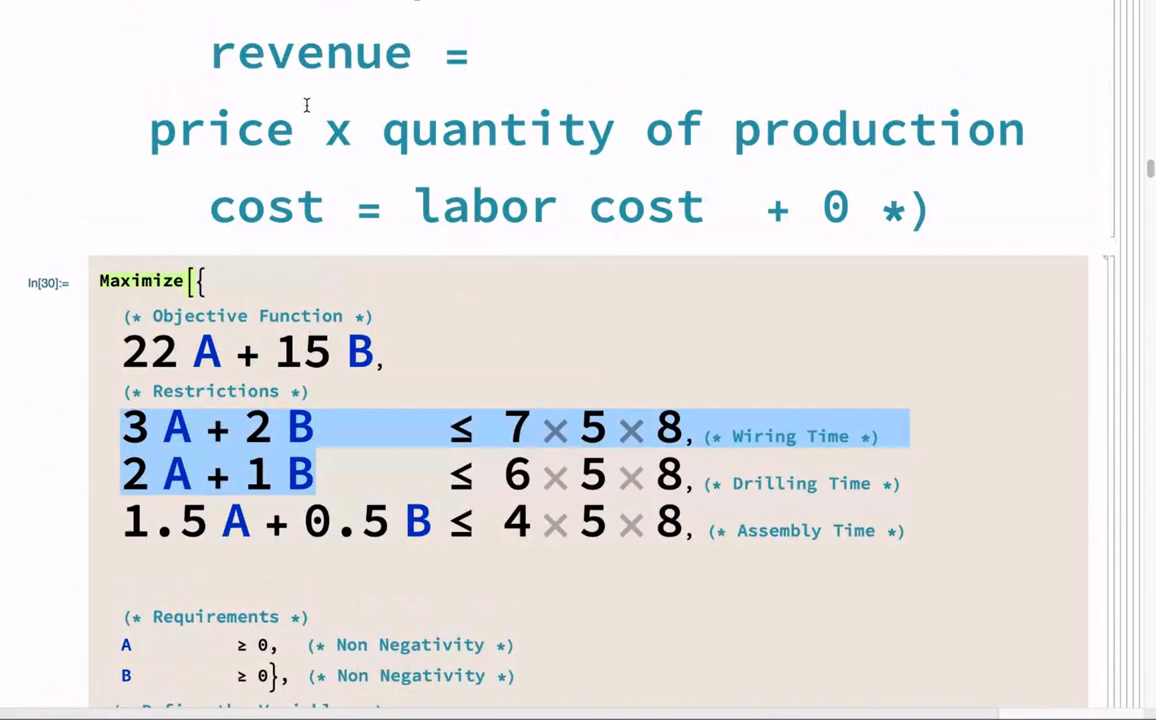 revenue =
price x quantity of production
cost = labor cost + 0 *)
In[30]:= Maximize[{
(* Objective Function *)
22 A + 15 B,
(* Restrictions *)
3 A + 2 B ≤ 7 × 5 × 8, (* Wiring Time *)
2 A + 1 B ≤ 6 × 5 × 8, (* Drilling Time *)
1.5 A + 0.5 B ≤ 4 × 5 × 8, (* Assembly Time *)
(* Requirements *)
A ≥ 0, (* Non Negativity *)
B ≥ 0}, (* Non Negativity *)